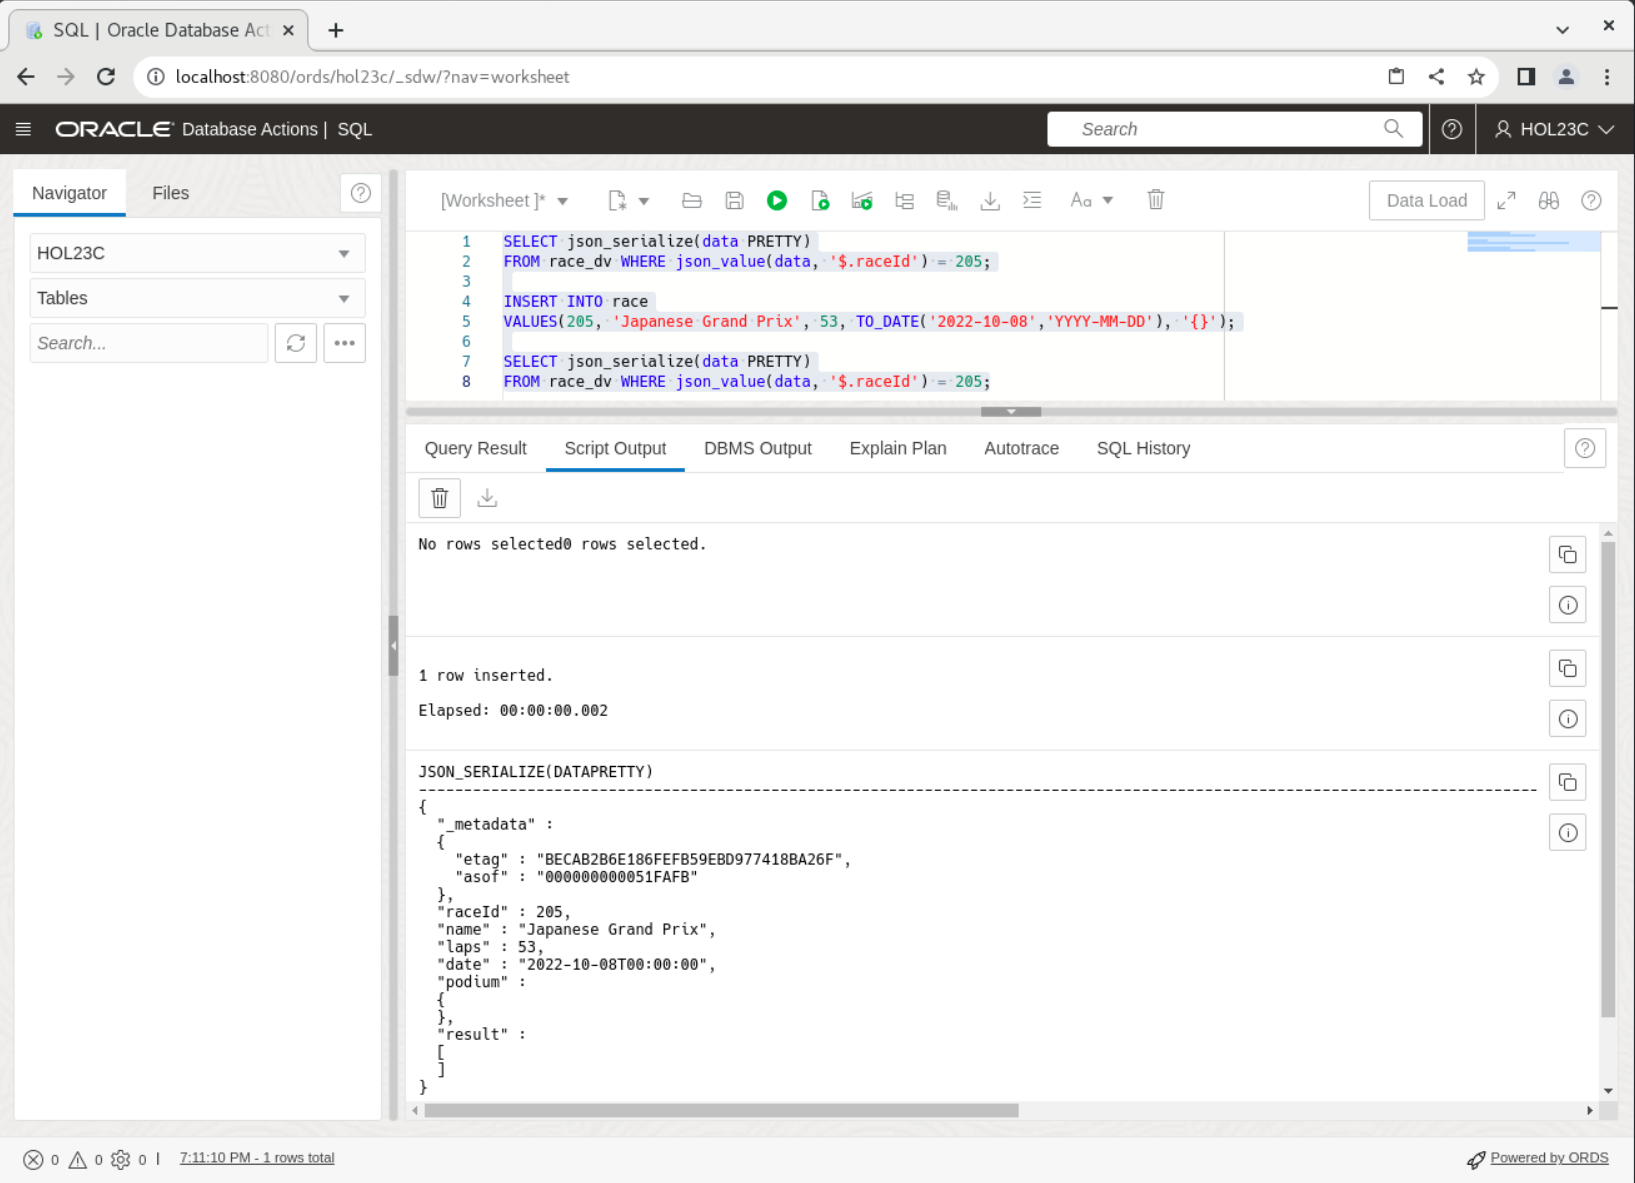 SQL | Oracle Database Act
localhost:8080/ords/hol23c/_sdw/?nav=worksheet
ORACLE Database Actions | SQL
Search
HOL23C
Navigator
Files
HOL23C
Tables
Search...
[Worksheet ]*
Aa
Data Load
1 SELECT json_serialize(data PRETTY)
2 FROM race_dv WHERE json_value(data, '$.raceId') = 205;
3
4 INSERT INTO race
5 VALUES(205, 'Japanese Grand Prix', 53, TO_DATE('2022-10-08','YYYY-MM-DD'), '{}');
6
7 SELECT json_serialize(data PRETTY)
8 FROM race_dv WHERE json_value(data, '$.raceId') = 205;
Query Result
Script Output
DBMS Output
Explain Plan
Autotrace
SQL History
No rows selected0 rows selected.
1 row inserted.
Elapsed: 00:00:00.002
JSON_SERIALIZE(DATAPRETTY)
--------------------------------------------------------------------------------
{
"_metadata" :
{
"etag" : "BECAB2B6E186FEFB59EBD977418BA26F",
"asof" : "000000000051FAFB"
},
"raceId" : 205,
"name" : "Japanese Grand Prix",
"laps" : 53,
"date" : "2022-10-08T00:00:00",
"podium" :
{
},
"result" :
[
]
}
0 0 0 | 7:11:10 PM - 1 rows total
Powered by ORDS